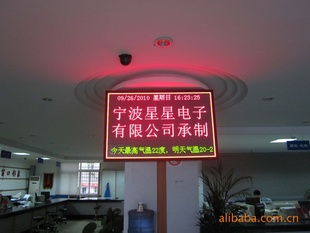 09/26/2010 星期日 16:23:25
宁波星星电子
有限公司承制
今天最高气温22度，明天气温20-2
alibaba.com.cn